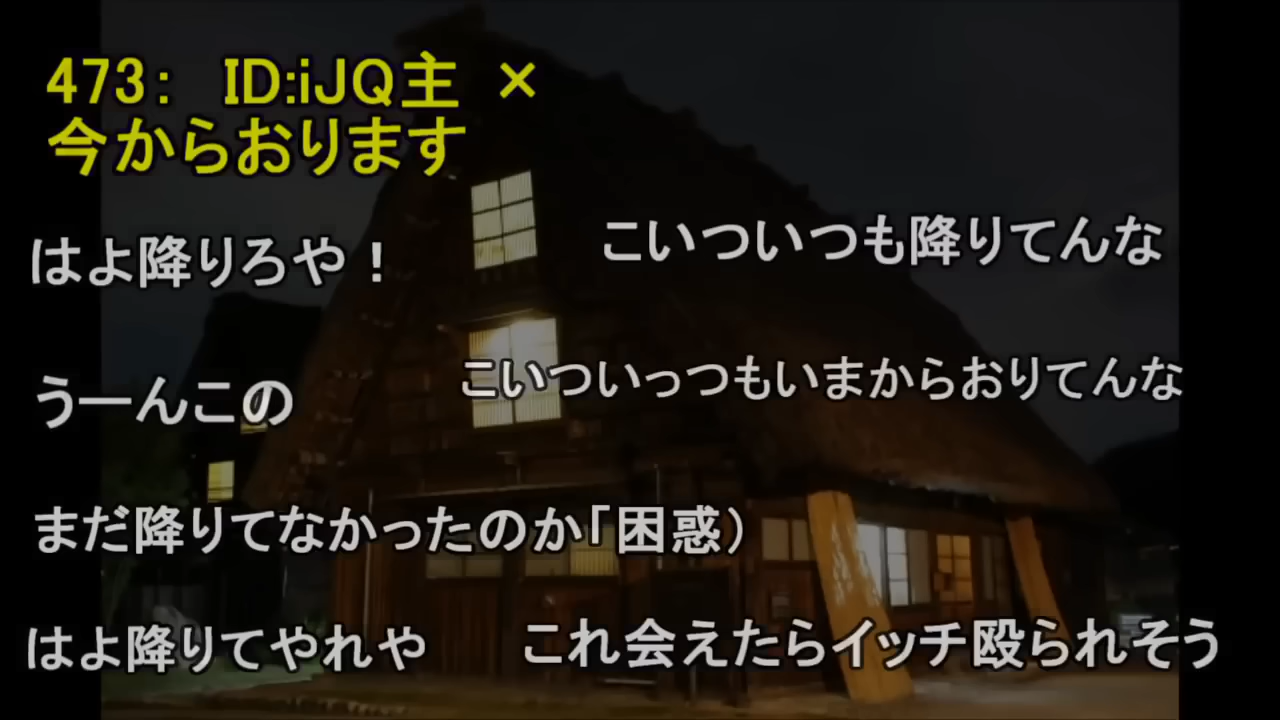 473： ID:iJQ主 ×
今からおります
はよ降りろや！
こいついつも降りてんな
うーんこの
こいついっつもいまからおりてんな
まだ降りてなかったのか「困惑）
はよ降りてやれや
これ会えたらイッチ殴られそう